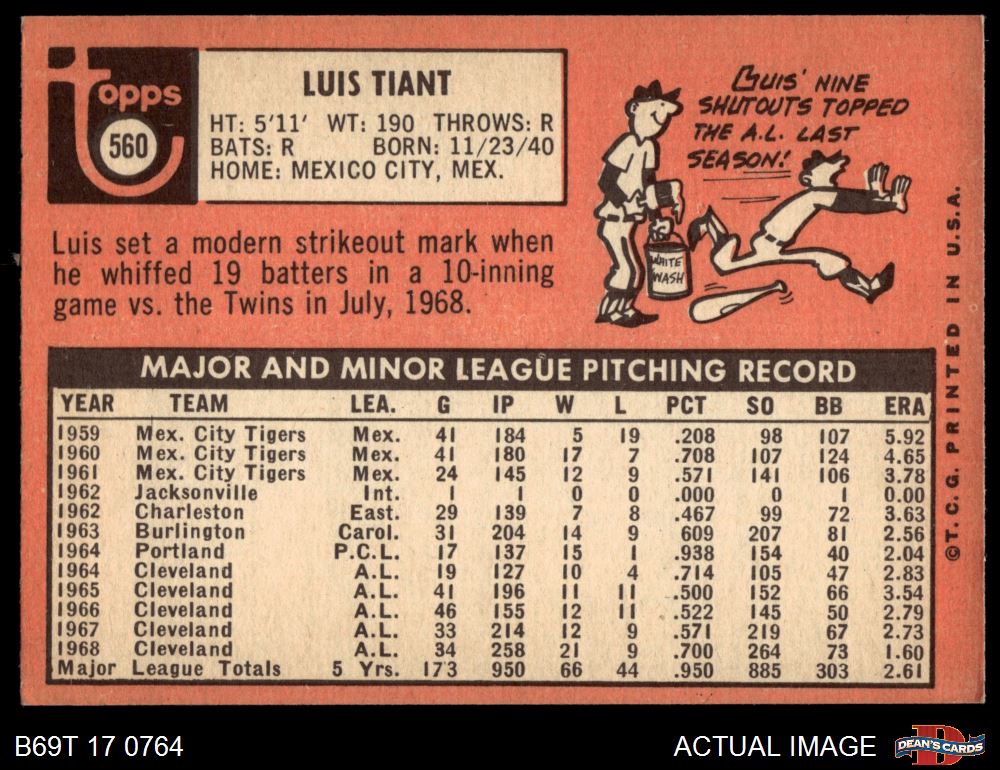 Topps
560
LUIS TIANT
HT: 5'11' WT: 190 THROWS: R
BATS: R BORN: 11/23/40
HOME: MEXICO CITY, MEX.
Luis set a modern strikeout mark when
he whiffed 19 batters in a 10-inning
game vs. the Twins in July, 1968.
LUIS' NINE
SHUTOUTS TOPPED
THE A.L. LAST
SEASON!
WHITE
WASH
MAJOR AND MINOR LEAGUE PITCHING RECORD
YEAR TEAM LEA. G IP W L PCT SO BB ERA
1959 Mex. City Tigers Mex. 41 184 5 19 .208 98 107 5.92
1960 Mex. City Tigers Mex. 41 180 17 7 .708 107 124 4.65
1961 Mex. City Tigers Mex. 24 145 12 9 .571 141 106 3.78
1962 Jacksonville Int. 1 1 0 0 .000 0 1 0.00
1962 Charleston East. 29 139 7 8 .467 99 72 3.63
1963 Burlington Carol. 31 204 14 9 609 207 81 2.56
1964 Portland P.C.L. 17 137 15 1 .938 154 40 2.04
1964 Cleveland A.L. 19 127 10 4 .714 105 47 2.83
1965 Cleveland A.L. 41 196 11 11 .500 152 66 3.54
1966 Cleveland A.L. 46 155 12 11 .522 145 50 2.79
1967 Cleveland A.L. 33 214 12 9 .571 219 67 2.73
1968 Cleveland A.L. 34 258 21 9 .700 264 73 1.60
Major League Totals 5 Yrs. 173 950 66 44 .950 885 303 2.61
©T. C. G. PRINTED IN U.S.A.
B69T 17 0764
ACTUAL IMAGE
D
DEAN'S CARDS